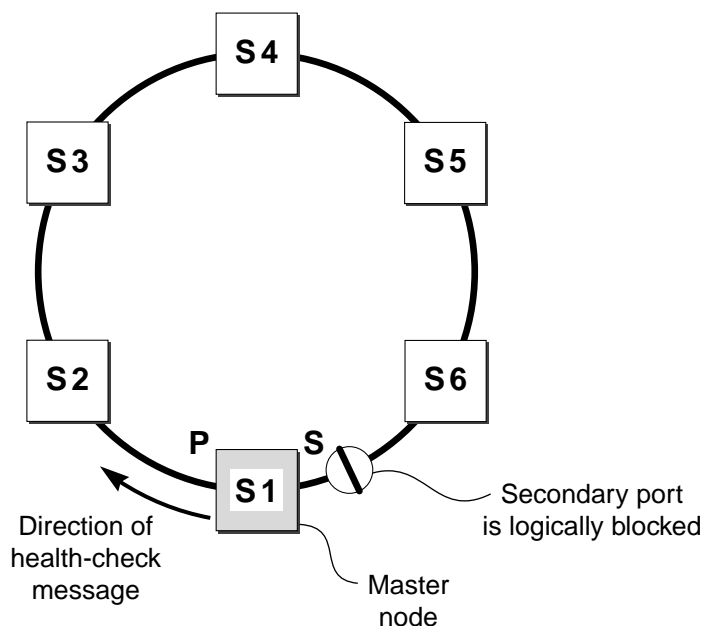 S4
S3
S5
S2
S6
P
S
S1
Direction of
health-check
message
Secondary port
is logically blocked
Master
node